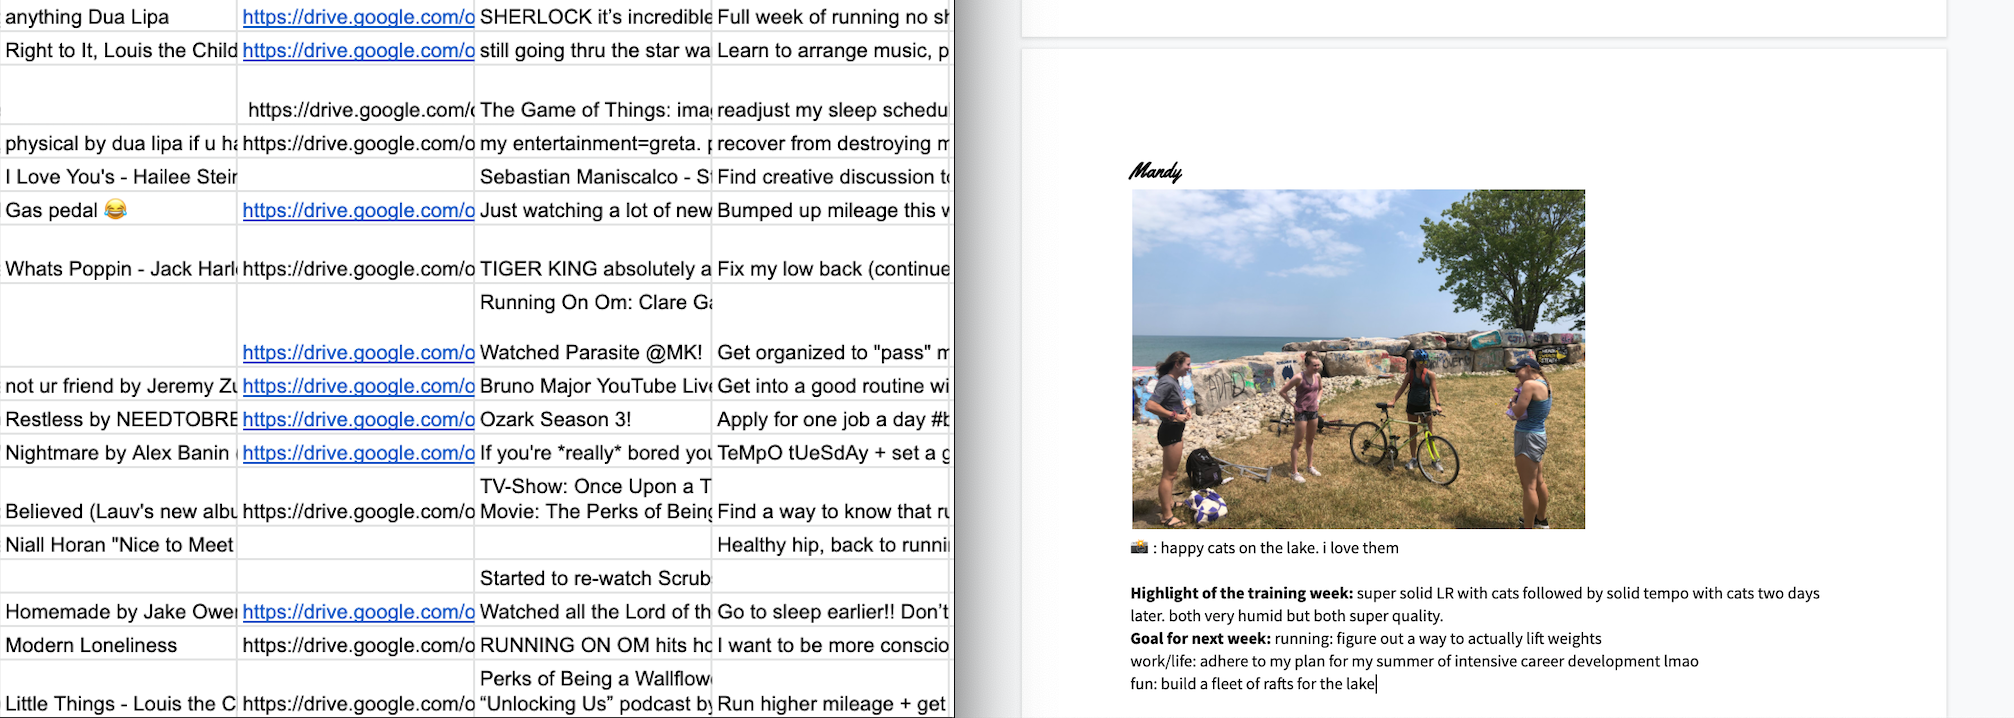 anything Dua Lipa https://drive.google.com/o SHERLOCK it's incredible Full week of running no sh
Right to It, Louis the Child https://drive.google.com/o still going thru the star wa Learn to arrange music, p
https://drive.google.com/o The Game of Things: ima readjust my sleep schedu
physical by dua lipa if u ha https://drive.google.com/o my entertainment=greta. p recover from destroying m
I Love You's - Hailee Stein Sebastian Maniscalco - St Find creative discussion to
Gas pedal 😂 https://drive.google.com/o Just watching a lot of new Bumped up mileage this w
Whats Poppin - Jack Harl https://drive.google.com/o TIGER KING absolutely a Fix my low back (continue
Running On Om: Clare Ga
https://drive.google.com/o Watched Parasite @MK! Get organized to "pass" m
not ur friend by Jeremy Zu https://drive.google.com/o Bruno Major YouTube Live Get into a good routine wi
Restless by NEEDTOBRE https://drive.google.com/o Ozark Season 3! Apply for one job a day #b
Nightmare by Alex Banin https://drive.google.com/o If you're *really* bored you TeMpO tUeSdAy + set a g
TV-Show: Once Upon a T
Believed (Lauv's new albu https://drive.google.com/o Movie: The Perks of Being Find a way to know that ru
Niall Horan "Nice to Meet Healthy hip, back to runni
Started to re-watch Scrub
Homemade by Jake Ower https://drive.google.com/o Watched all the Lord of th Go to sleep earlier!! Don't
Modern Loneliness https://drive.google.com/o RUNNING ON OM hits ho I want to be more conscio
Perks of Being a Wallflow
Little Things - Louis the C https://drive.google.com/o "Unlocking Us" podcast by Run higher mileage + get
Mandy
📸 : happy cats on the lake. i love them
Highlight of the training week: super solid LR with cats followed by solid tempo with cats two days
later. both very humid but both super quality.
Goal for next week: running: figure out a way to actually lift weights
work/life: adhere to my plan for my summer of intensive career development lmao
fun: build a fleet of rafts for the lake